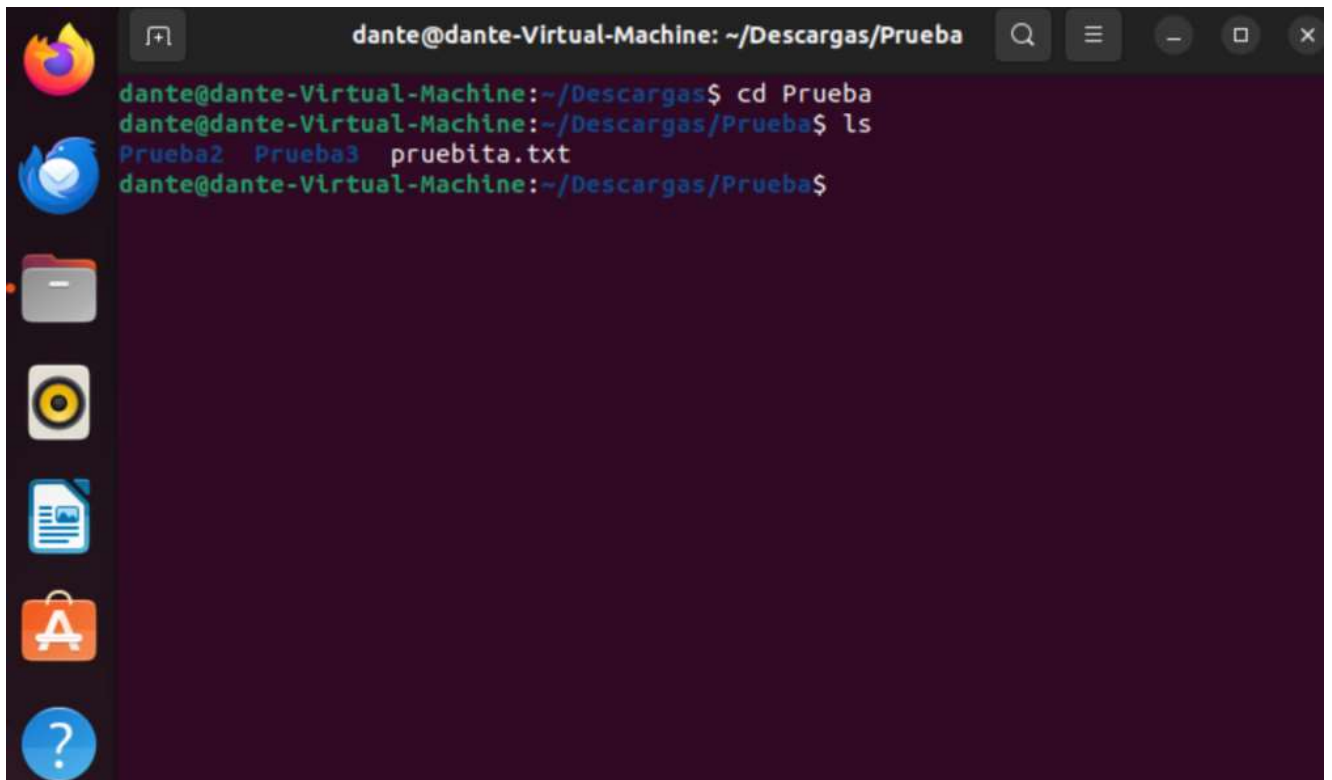 dante@dante-Virtual-Machine: ~/Descargas/Prueba
dante@dante-Virtual-Machine:~/Descargas$ cd Prueba
dante@dante-Virtual-Machine:~/Descargas/Prueba$ ls
Prueba2  Prueba3  pruebita.txt
dante@dante-Virtual-Machine:~/Descargas/Prueba$